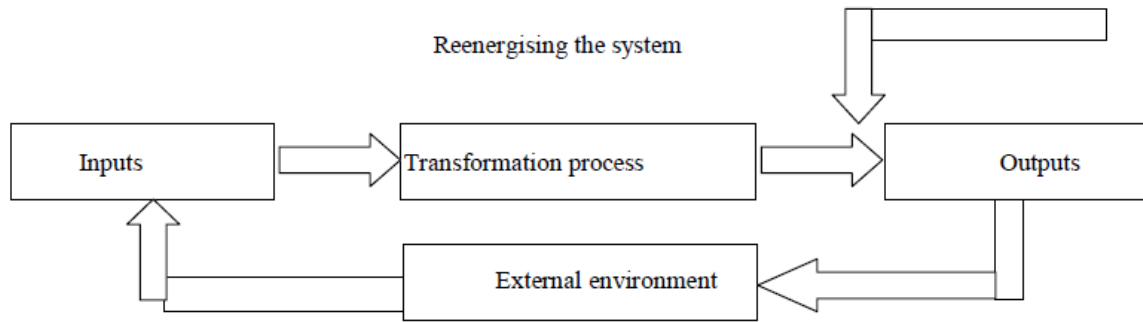 Reenergising the system
Inputs
Transformation process
Outputs
External environment